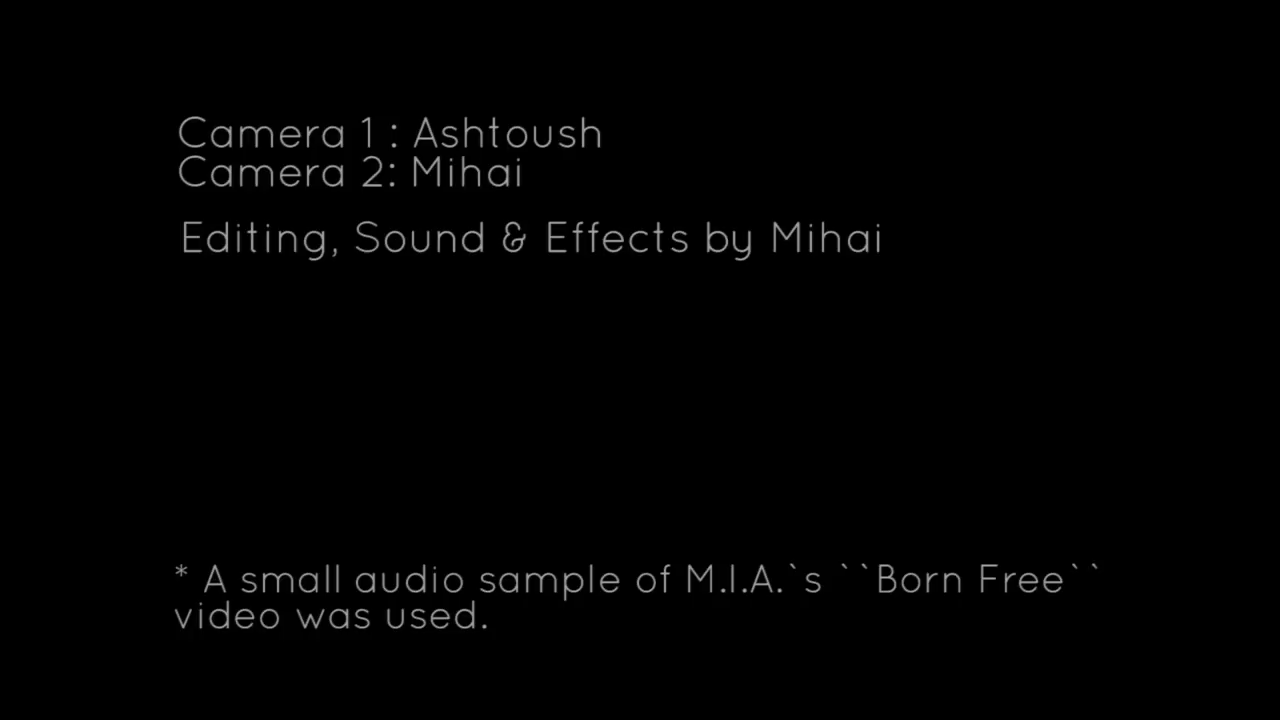 Camera 1 : Ashtoush
Camera 2: Mihai
Editing, Sound & Effects by Mihai
* A small audio sample of M.I.A.`s ``Born Free``
video was used.